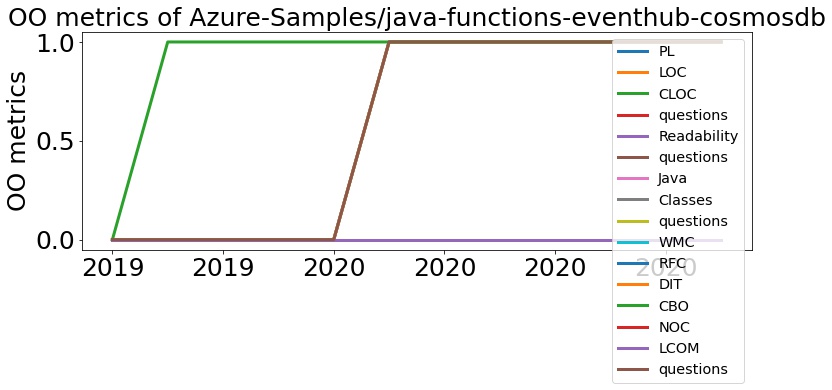 OO metrics of Azure-Samples/java-functions-eventhub-cosmosdb
OO metrics
1.0
0.5
0.0
2019
2019
2020
2020
2020
2020
PL
LOC
CLOC
questions
Readability
questions
Java
Classes
questions
WMC
RFC
DIT
CBO
NOC
LCOM
questions